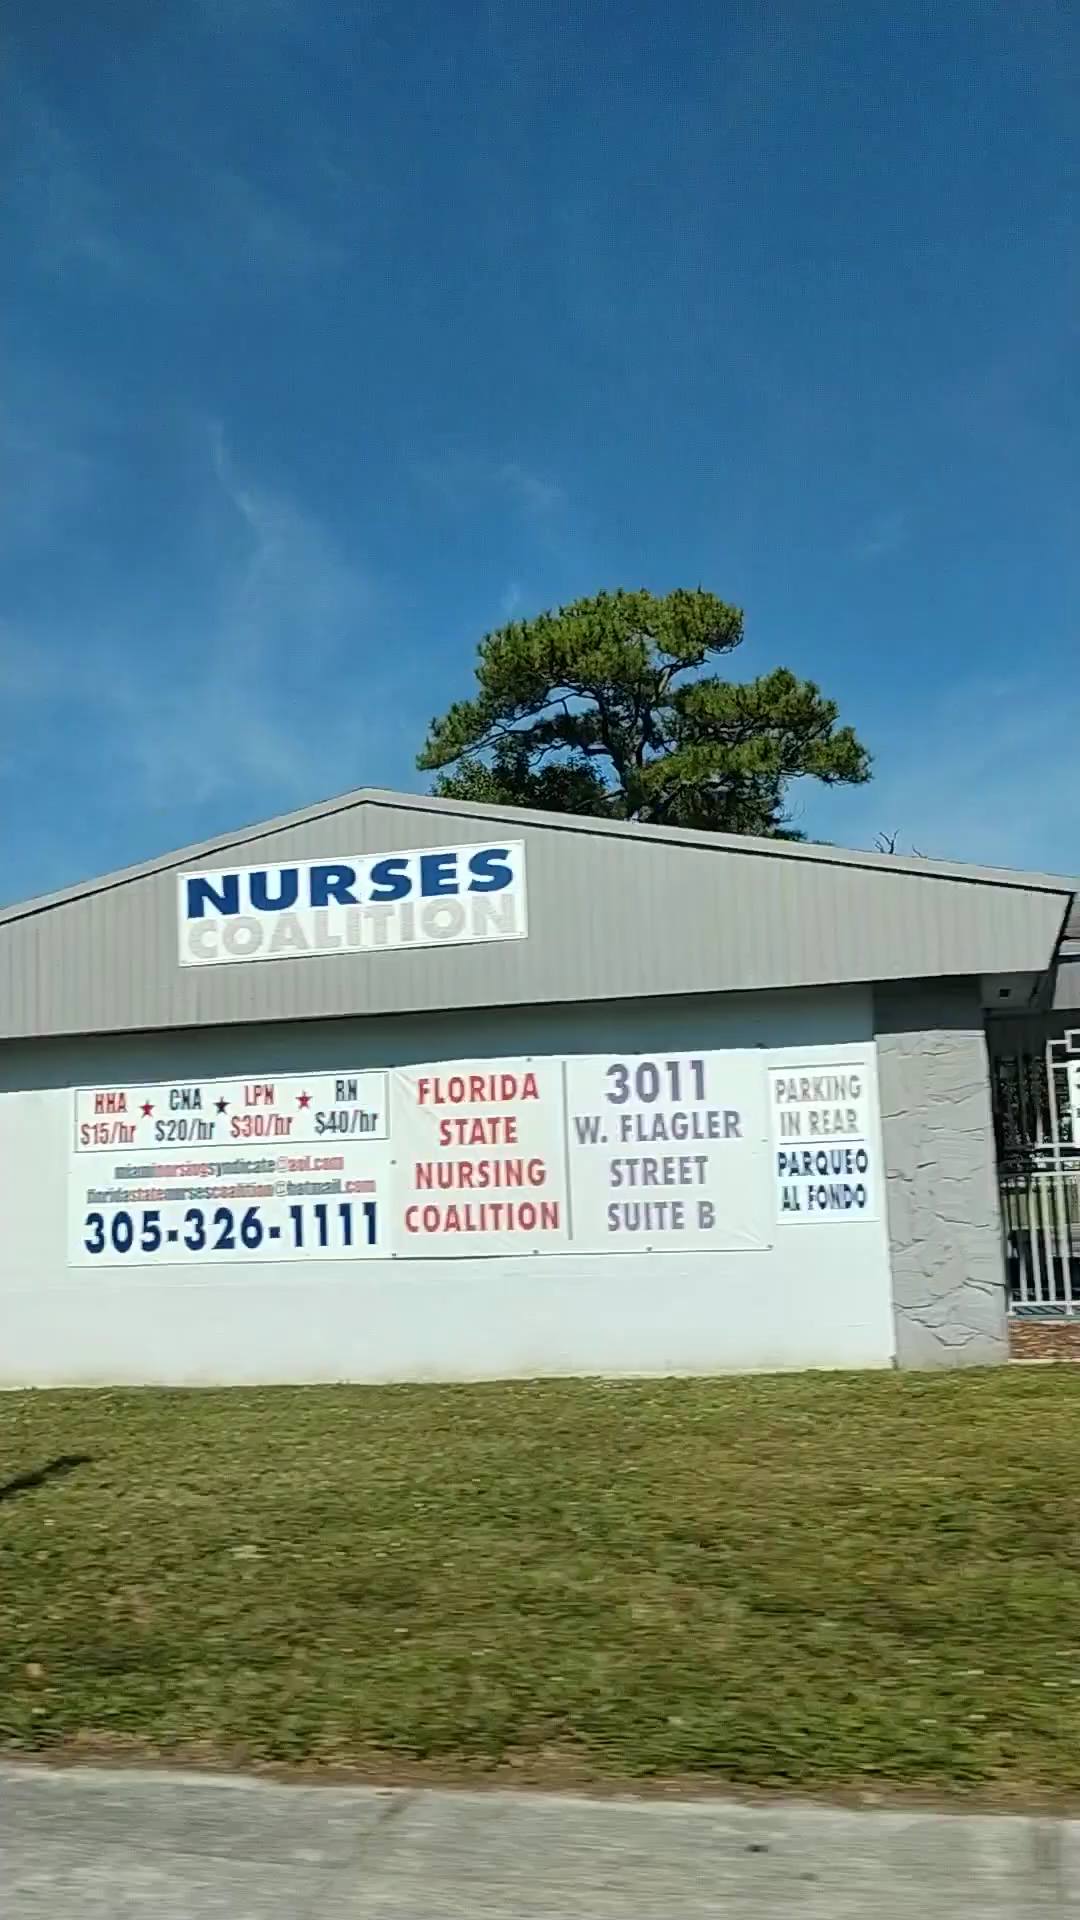 NURSES
COALITION
HHA ★ CNA ★ LPN ★ RN
$15/hr $20/hr $30/hr $40/hr
miaminursingsyndicate@aol.com
floridastatenursescoalition@hotmail.com
305-326-1111
FLORIDA
STATE
NURSING
COALITION
3011
W. FLAGLER
STREET
SUITE B
PARKING
IN REAR
PARQUEO
AL FONDO